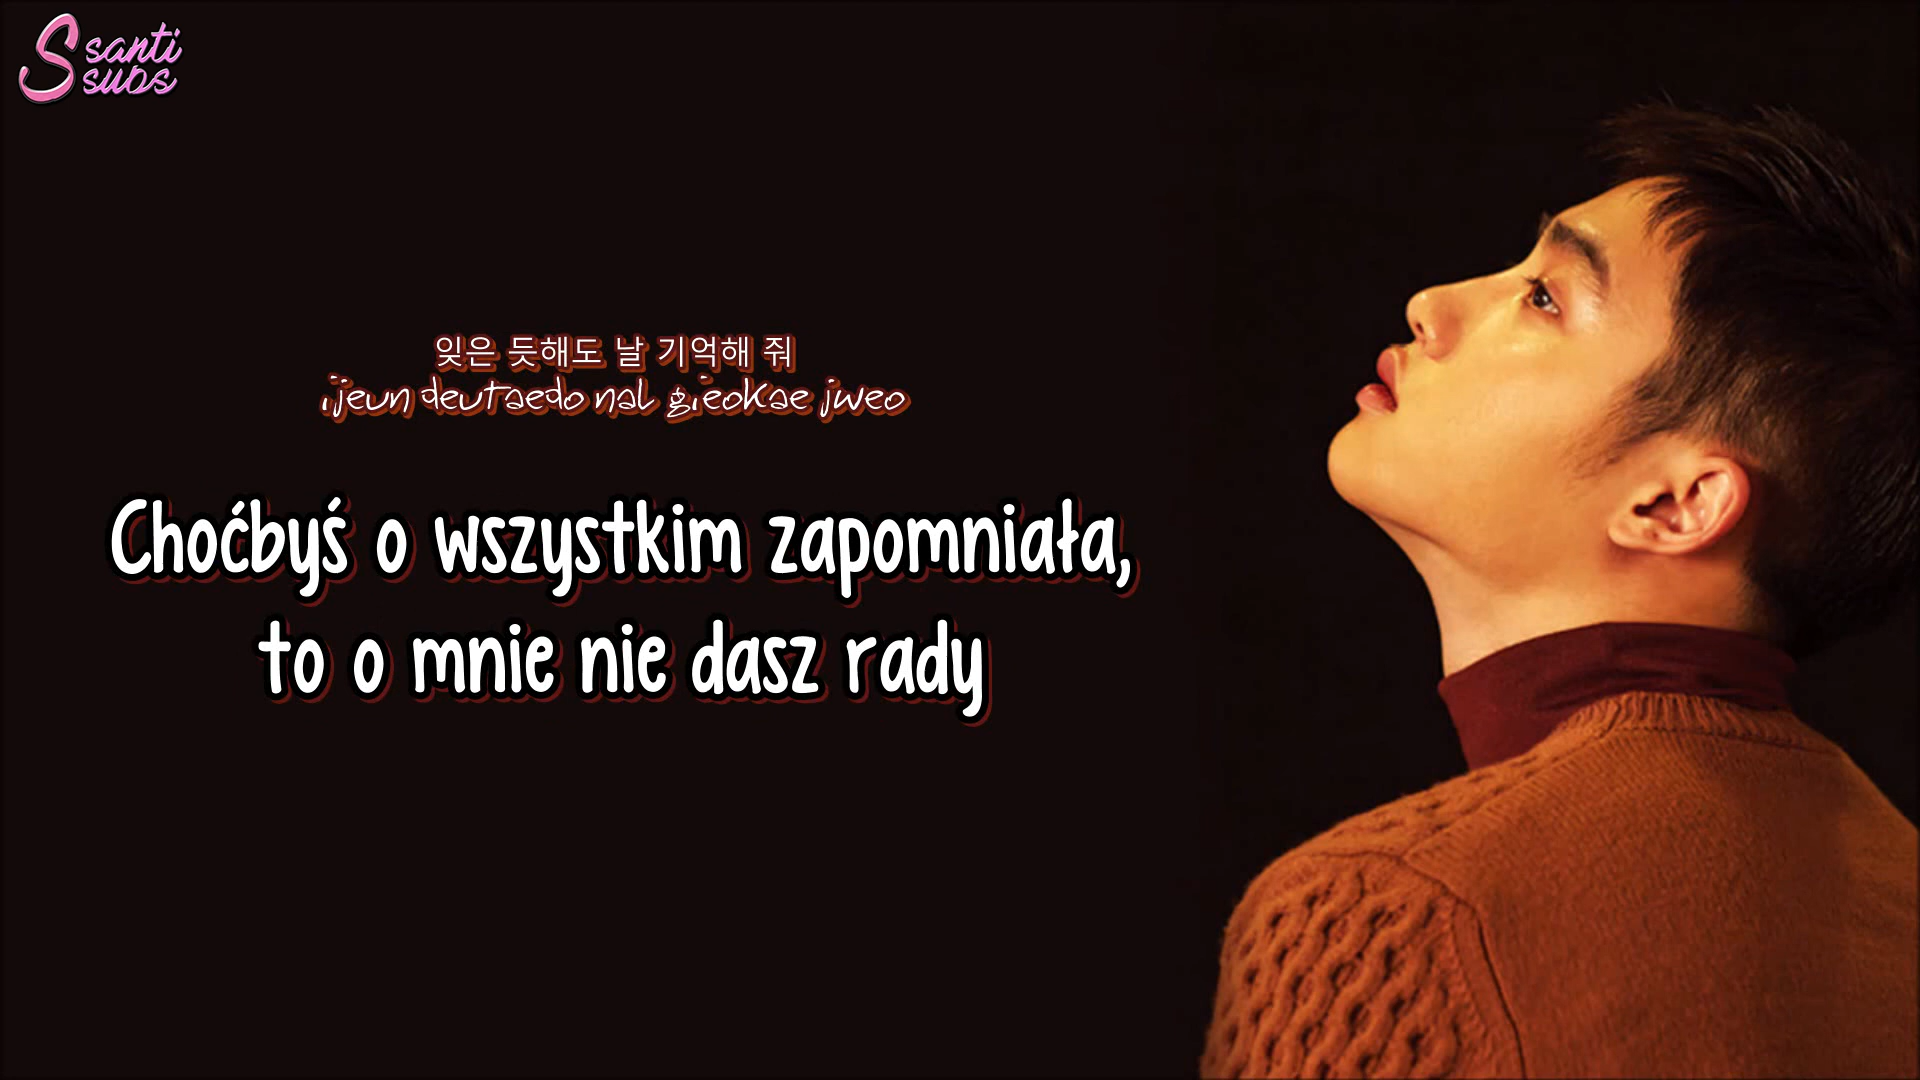 Ssanti
subs
잊은 듯해도 날 기억해 줘
ijeun deutaedo nal gieokae jweo
Choćbyś o wszystkim zapomniała,
to o mnie nie dasz rady